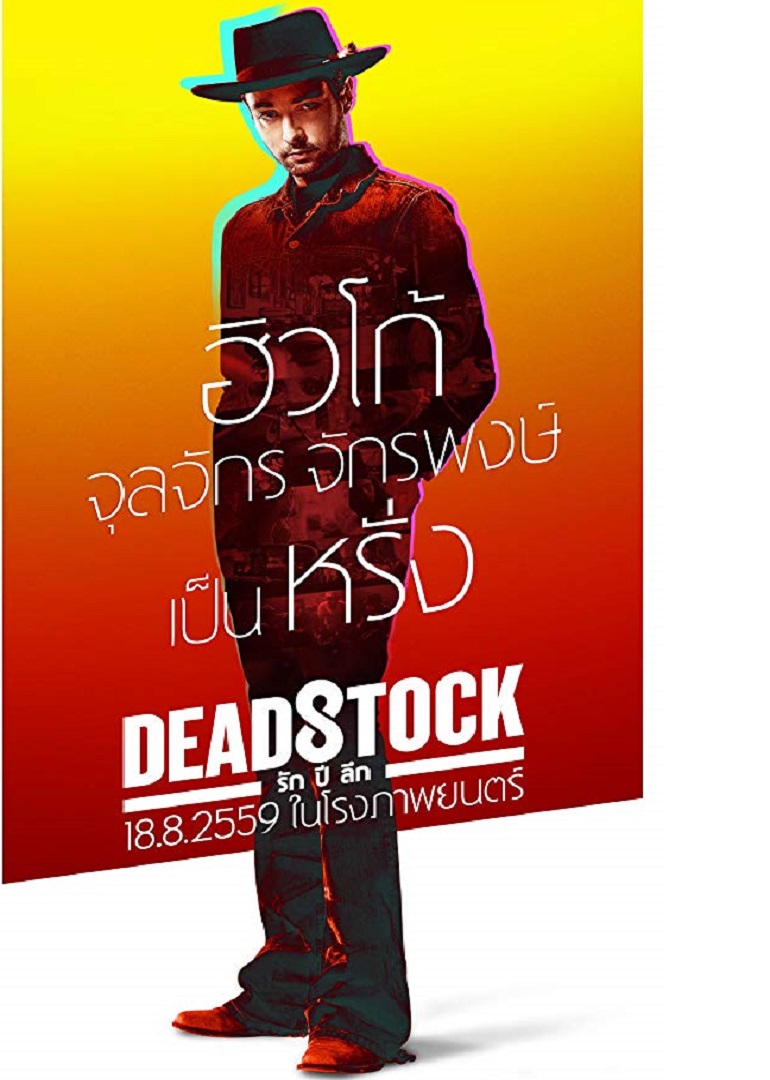 ฮิวโก้
จุลจักร จักรพงษ์
เป็น หรั่ง
DEAD8TOCK
รัก ปี ลึก
18.8.2559 ในโรงภาพยนตร์